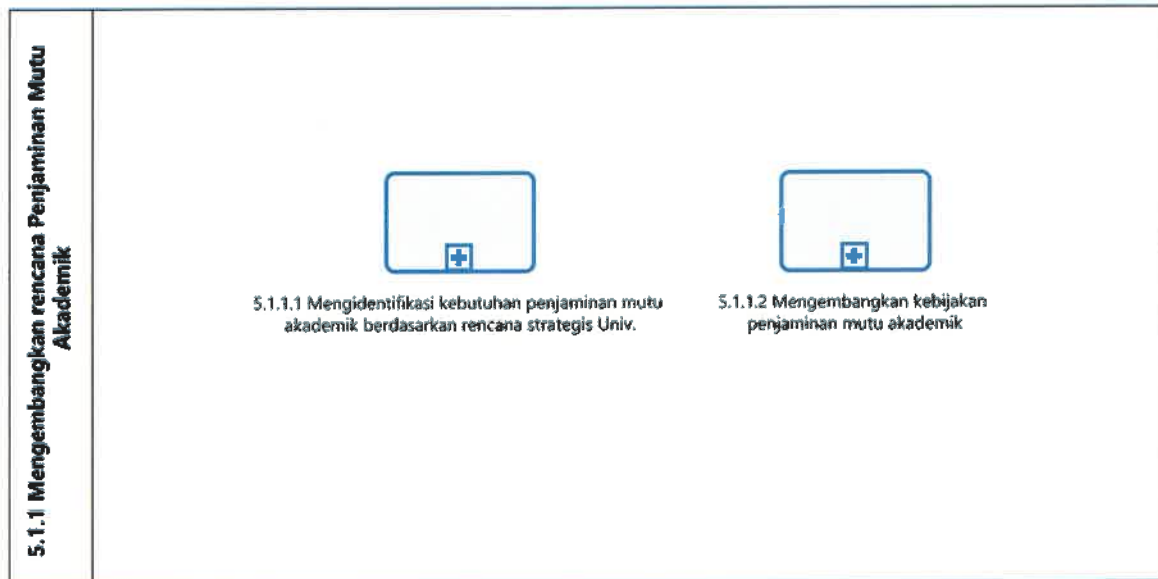 5.1.1 Mengembangkan rencana Penjaminan Mutu
Akademik
5.1.1.1 Mengidentifikasi kebutuhan penjaminan mutu
akademik berdasarkan rencana strategis Univ.
5.1.1.2 Mengembangkan kebijakan
penjaminan mutu akademik